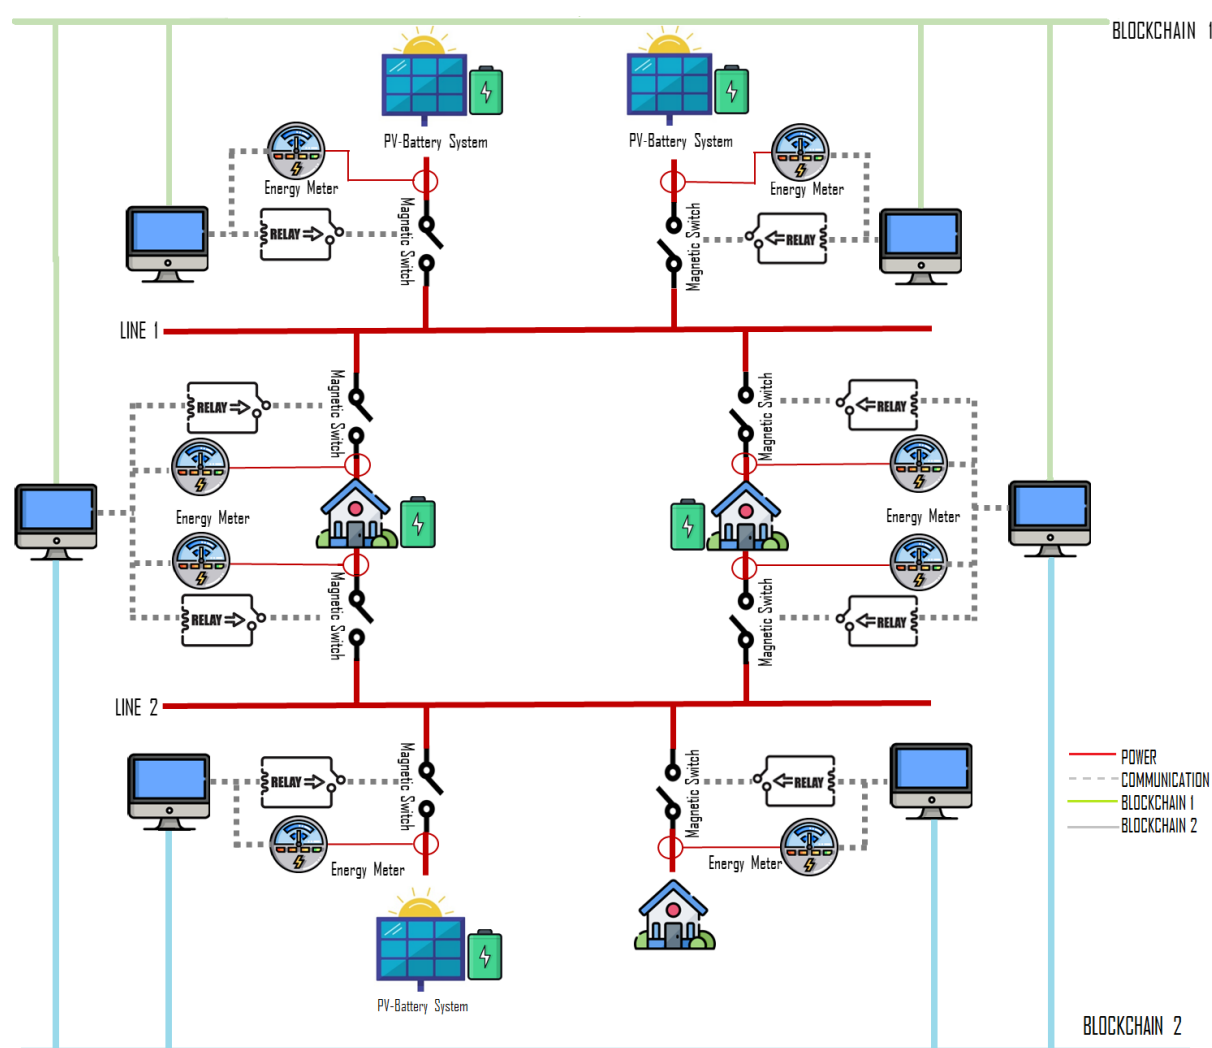 BLOCKCHAIN 1
PV-Battery System
PV-Battery System
Energy Meter
Energy Meter
RELAY
Magnetic Switch
Magnetic Switch
RELAY
LINE 1
RELAY
Magnetic Switch
Magnetic Switch
RELAY
Energy Meter
Energy Meter
RELAY
Magnetic Switch
Magnetic Switch
RELAY
LINE 2
RELAY
Magnetic Switch
Magnetic Switch
RELAY
Energy Meter
Energy Meter
PV-Battery System
POWER
COMMUNICATION
BLOCKCHAIN 1
BLOCKCHAIN 2
BLOCKCHAIN 2